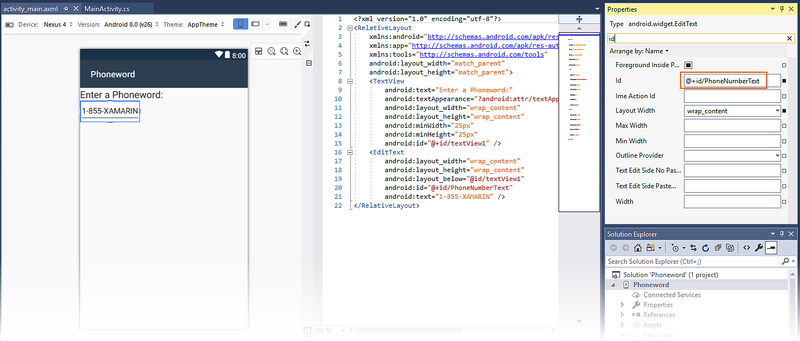 activity_main.axml
MainActivity.cs
Device: Nexus 4
Version: Android 8.0 (v26)
Theme: AppTheme
8:00
Phoneword
Enter a Phoneword:
1-855-XAMARIN
1 <?xml version="1.0" encoding="utf-8"?>
2 <RelativeLayout
3 xmlns:android="http://schemas.android.com/apk/res
4 xmlns:app="http://schemas.android.com/apk/res-aut
5 xmlns:tools="http://schemas.android.com/tools"
6 android:layout_width="match_parent"
7 android:layout_height="match_parent">
8 <TextView
9 android:text="Enter a Phoneword:"
10 android:textAppearance="?android:attr/textApp
11 android:layout_width="wrap_content"
12 android:layout_height="wrap_content"
13 android:minWidth="25px"
14 android:minHeight="25px"
15 android:id="@+id/textView1" />
16 <EditText
17 android:layout_width="wrap_content"
18 android:layout_height="wrap_content"
19 android:layout_below="@id/textView1"
20 android:id="@+id/PhoneNumberText"
21 android:text="1-855-XAMARIN" />
22 </RelativeLayout>
100 %
Properties
Type android.widget.EditText
id
Arrange by: Name
Foreground Inside P...
Id @+id/PhoneNumberText
Ime Action Id
Layout Width wrap_content
Max Width
Min Width
Outline Provider
Text Edit Side No Pas...
Text Edit Side Paste...
Width
Solution Explorer
Search Solution Explorer (Ctrl+;)
Solution 'Phoneword' (1 project)
Phoneword
Connected Services
Properties
References
Assets